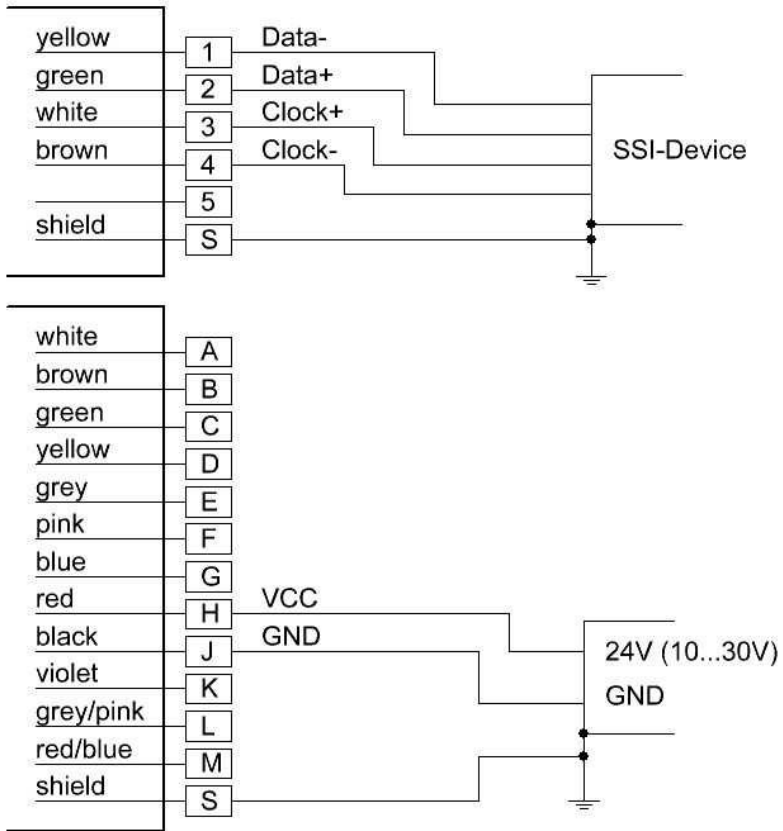 yellow 1 Data-
green 2 Data+
white 3 Clock+
brown 4 Clock-
SSI-Device
5
shield S
white A
brown B
green C
yellow D
grey E
pink F
blue G
red H VCC
black J GND
24V (10...30V)
violet K
GND
grey/pink L
red/blue M
shield S